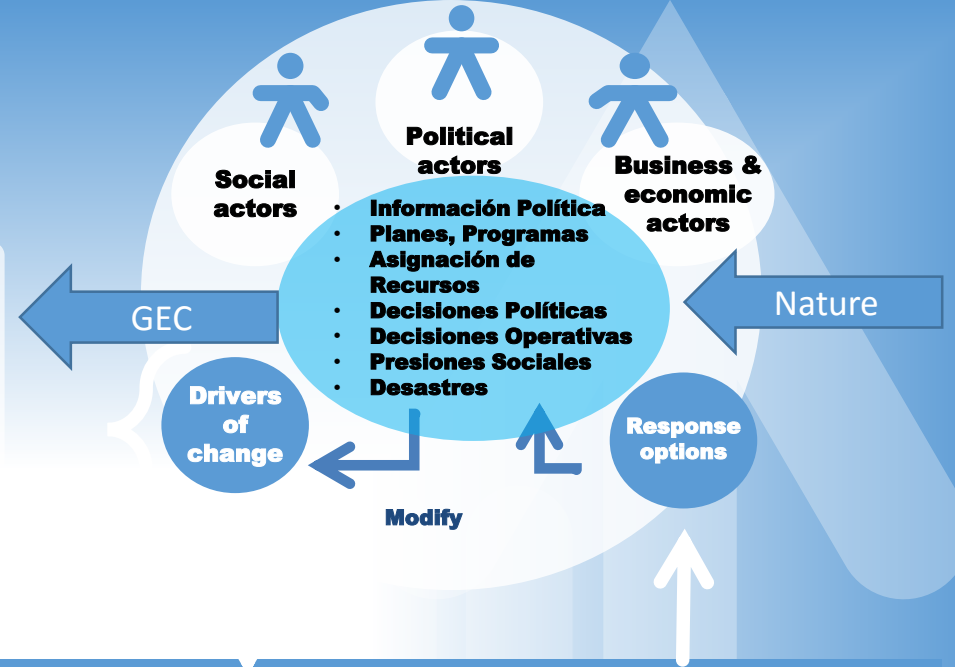 Political
actors
Social
actors
Business &
economic
actors
• Información Política
• Planes, Programas
• Asignación de
Recursos
• Decisiones Políticas
• Decisiones Operativas
• Presiones Sociales
• Desastres
GEC
Nature
Drivers
of
change
Response
options
Modify